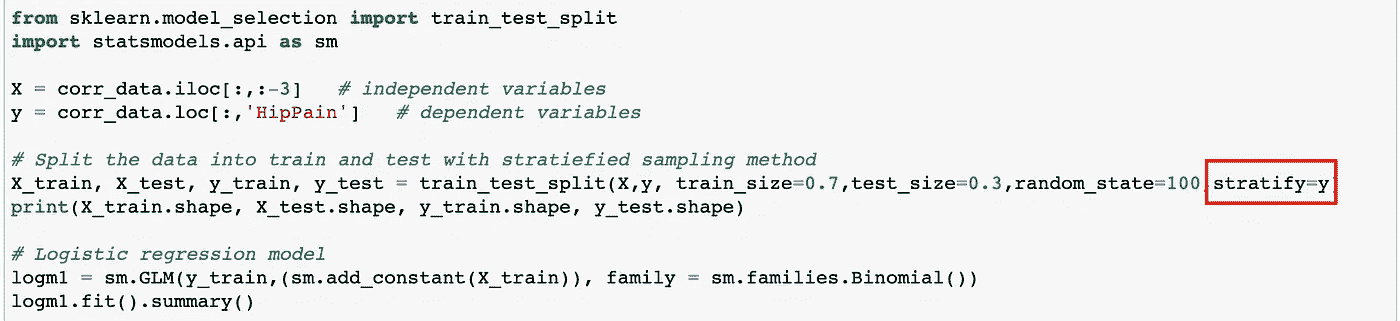 from sklearn.model_selection import train_test_split
import statsmodels.api as sm
X = corr_data.iloc[:,:-3]   # independent variables
y = corr_data.loc[:,'HipPain']   # dependent variables
# Split the data into train and test with stratiefied sampling method
X_train, X_test, y_train, y_test = train_test_split(X,y, train_size=0.7,test_size=0.3,random_state=100,stratify=y)
print(X_train.shape, X_test.shape, y_train.shape, y_test.shape)
# Logistic regression model
logm1 = sm.GLM(y_train,(sm.add_constant(X_train)), family = sm.families.Binomial())
logm1.fit().summary()